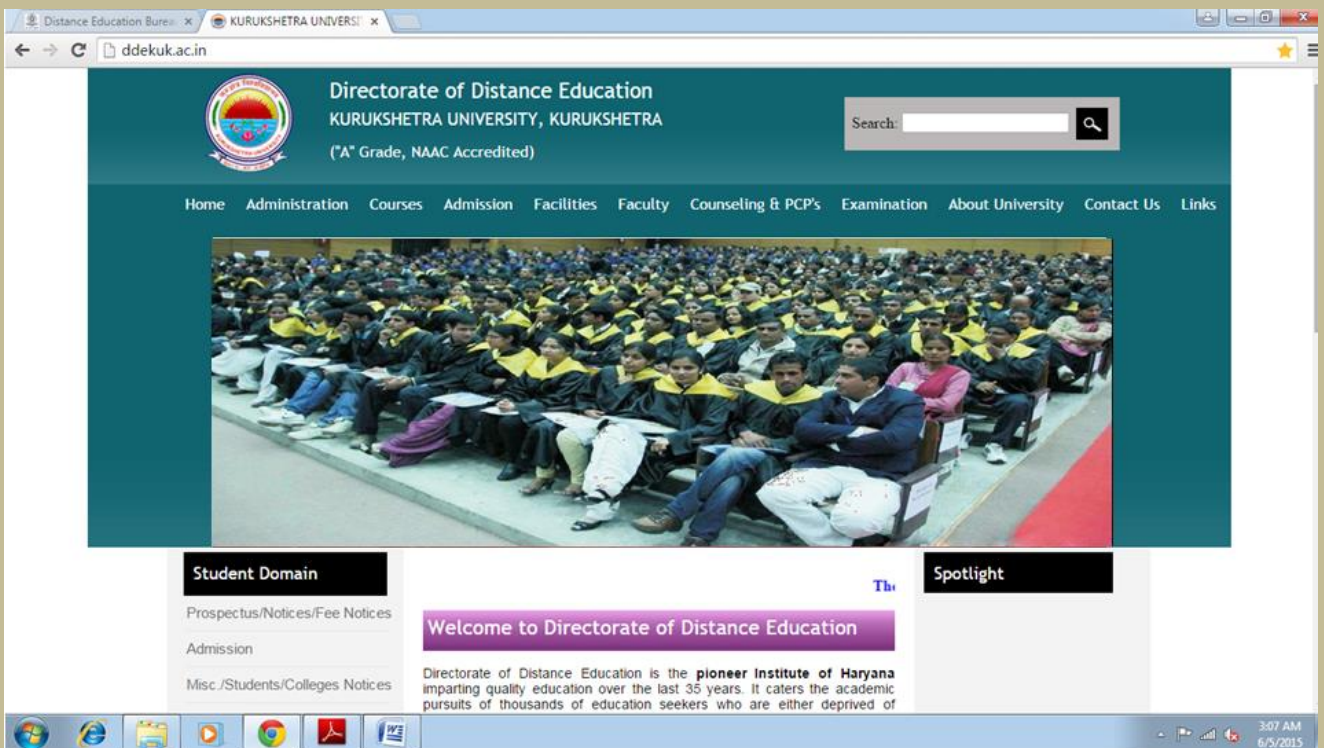 Distance Education Burea
KURUKSHETRA UNIVERSI
ddekuk.ac.in
Directorate of Distance Education
KURUKSHETRA UNIVERSITY, KURUKSHETRA
("A" Grade, NAAC Accredited)
Search:
Home Administration Courses Admission Facilities Faculty Counseling & PCP's Examination About University Contact Us Links
Student Domain
Prospectus/Notices/Fee Notices
Admission
Misc./Students/Colleges Notices
The
Welcome to Directorate of Distance Education
Directorate of Distance Education is the pioneer Institute of Haryana
imparting quality education over the last 35 years. It caters the academic
pursuits of thousands of education seekers who are either deprived of
Spotlight
3:07 AM
6/5/2015